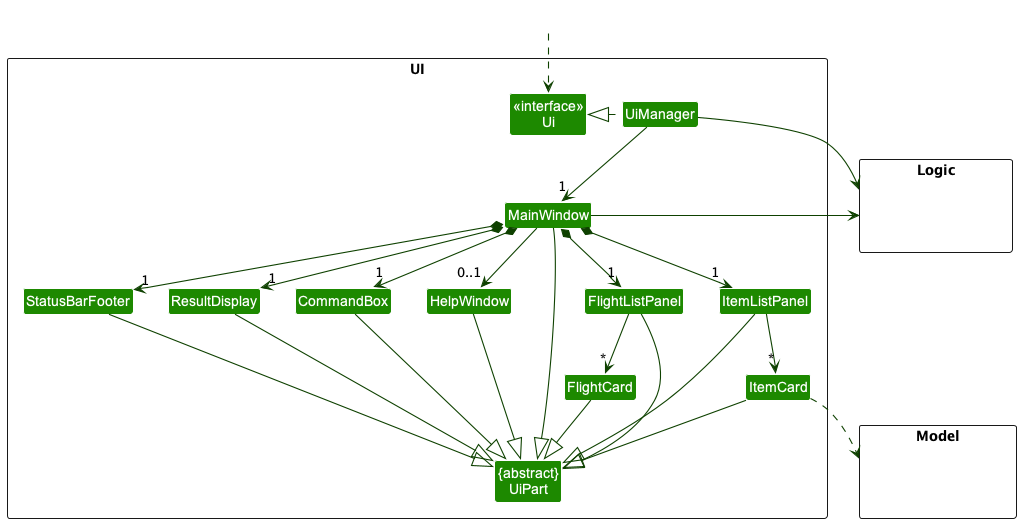 UI
«interface»
Ui
UiManager
Logic
1
MainWindow
1
1
1
0..1
1
1
StatusBarFooter
ResultDisplay
CommandBox
HelpWindow
FlightListPanel
ItemListPanel
*
*
FlightCard
ItemCard
Model
{abstract}
UiPart